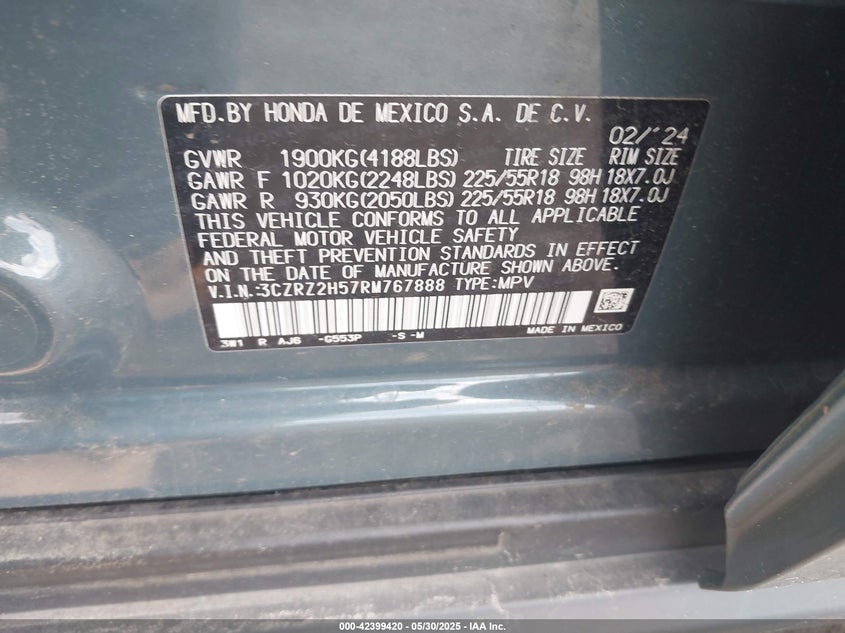 MFD.BY HONDA DE MEXICO S.A. DE C.V.
02/'24
GVWR 1900KG(4188LBS) TIRE SIZE RIM SIZE
GAWR F 1020KG(2248LBS) 225/55R18 98H 18X7.0J
GAWR R 930KG(2050LBS) 225/55R18 98H 18X7.0J
THIS VEHICLE CONFORMS TO ALL APPLICABLE
FEDERAL MOTOR VEHICLE SAFETY
AND THEFT PREVENTION STANDARDS IN EFFECT
ON THE DATE OF MANUFACTURE SHOWN ABOVE.
V.I.N.:3CZRZ2H57RM767888 TYPE:MPV
3W1 R AJ6 -G553P -S -M MADE IN MEXICO
000-42399420 05/30/2025 IAA Inc.